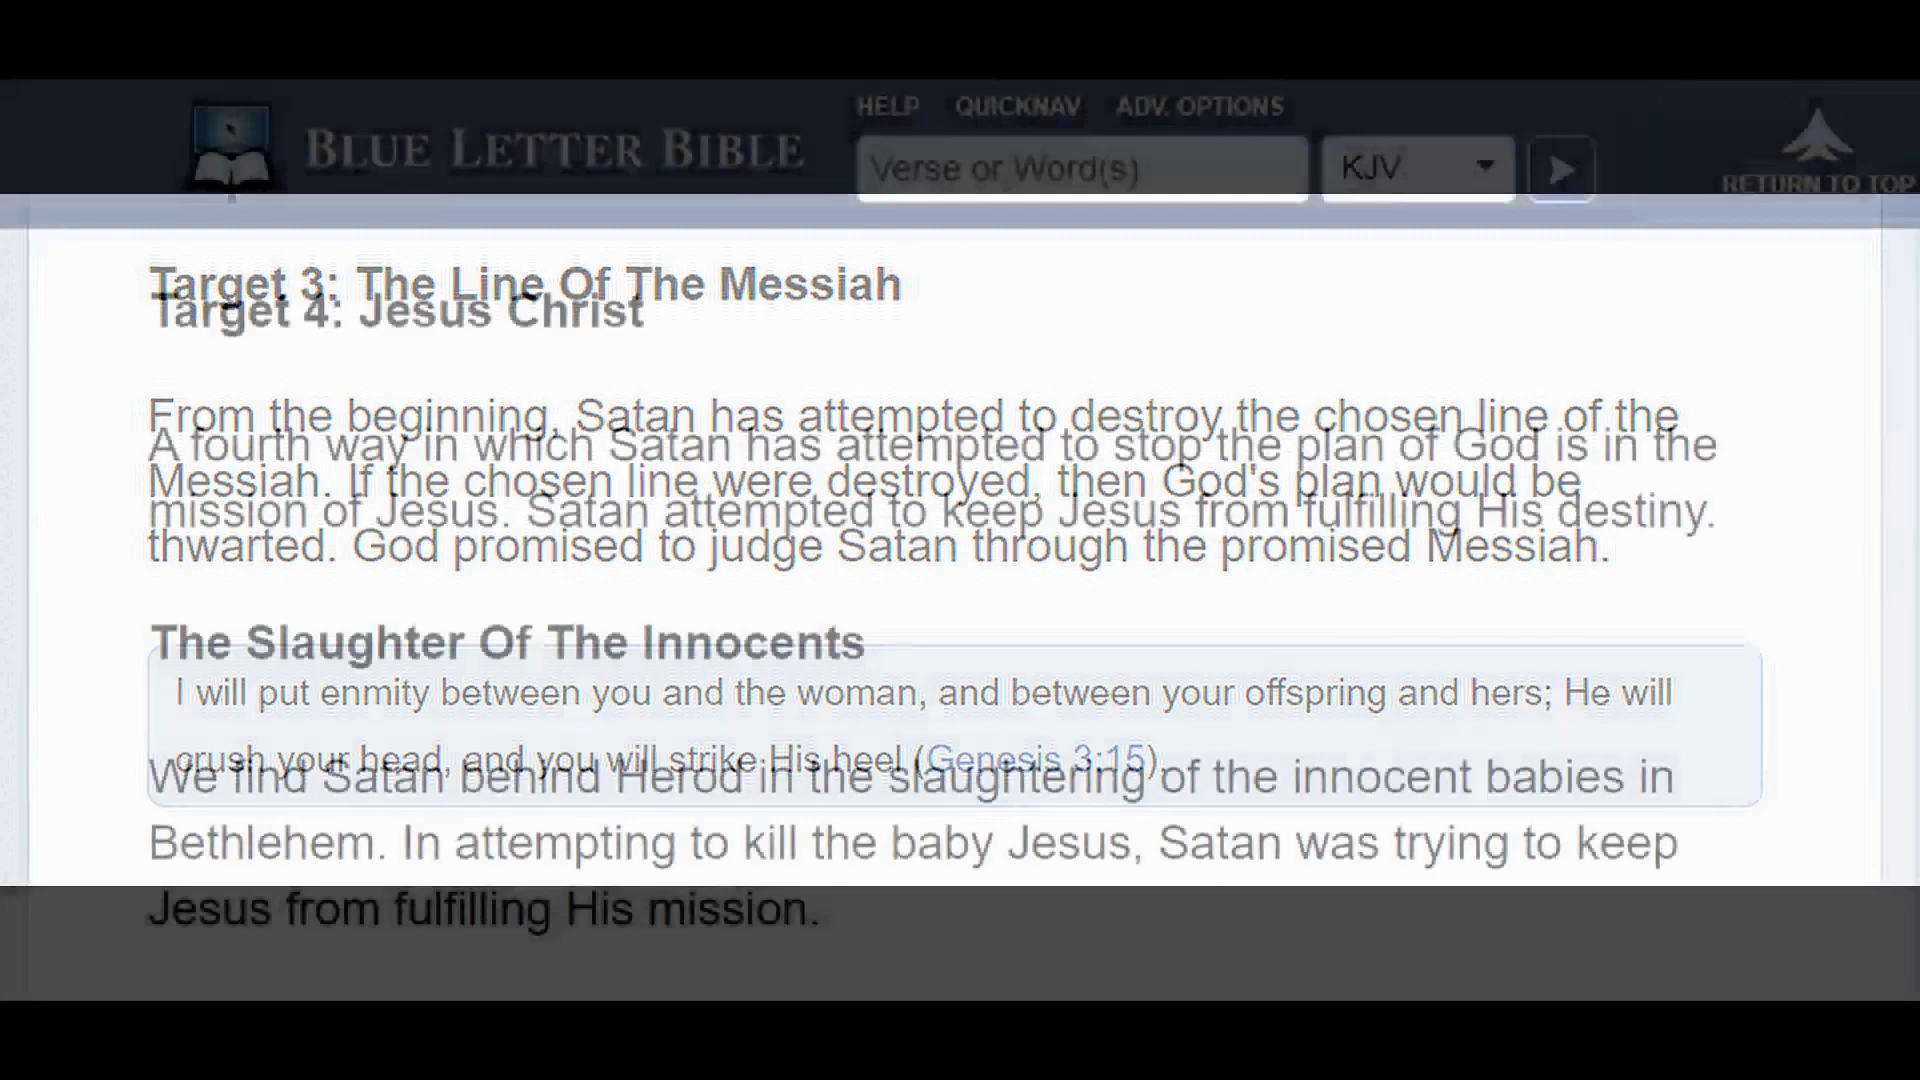 HELP QUICKNAV ADV. OPTIONS
BLUE LETTER BIBLE
Verse or Word(s) KJV
RETURN TO TOP
Target 3: The Line Of The Messiah
Target 4: Jesus Christ
From the beginning, Satan has attempted to destroy the chosen line of the
A fourth way in which Satan has attempted to stop the plan of God is in the
Messiah. If the chosen line were destroyed, then God's plan would be
mission of Jesus. Satan attempted to keep Jesus from fulfilling His destiny.
thwarted. God promised to judge Satan through the promised Messiah.
The Slaughter Of The Innocents
I will put enmity between you and the woman, and between your offspring and hers; He will
crush your head, and you will strike His heel (Genesis 3:15).
We find Satan behind Herod in the slaughtering of the innocent babies in
Bethlehem. In attempting to kill the baby Jesus, Satan was trying to keep
Jesus from fulfilling His mission.